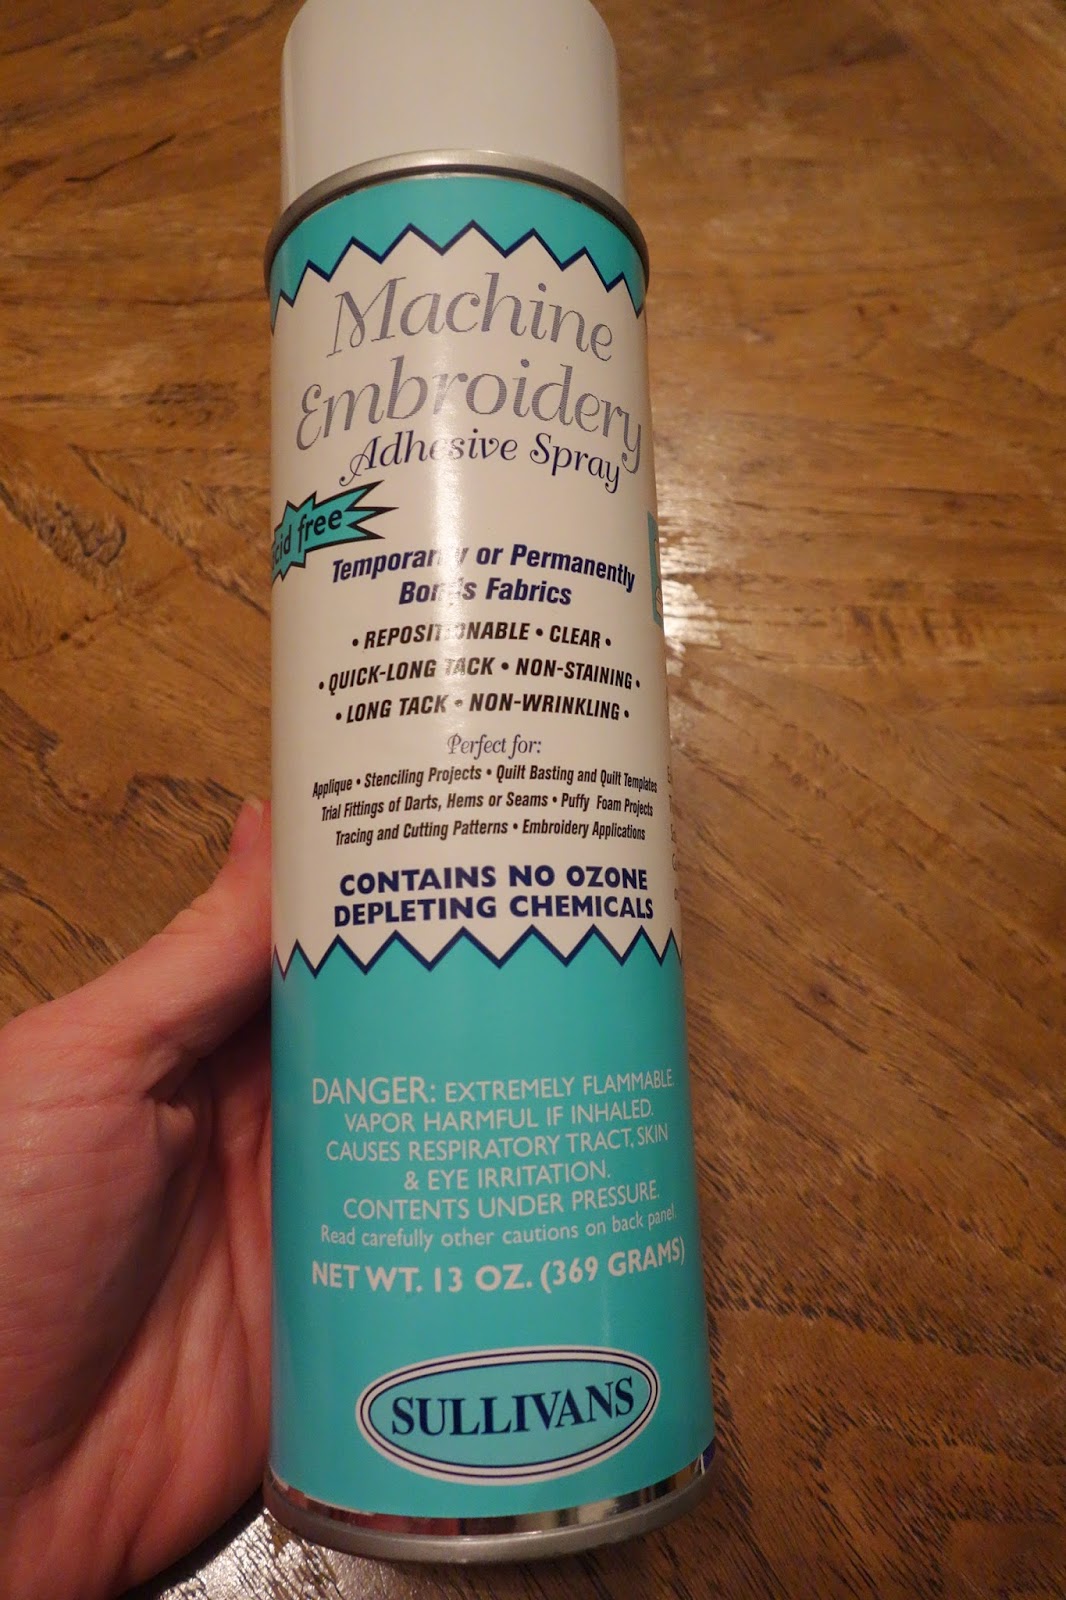 Machine
Embroidery
Adhesive Spray
cid free
Temporarily or Permanently
Bonds Fabrics
• REPOSITIONABLE • CLEAR •
• QUICK-LONG TACK • NON-STAINING •
• LONG TACK • NON-WRINKLING •
Perfect for:
Applique • Stenciling Projects • Quilt Basting and Quilt Templates
Trial Fittings of Darts, Hems or Seams • Puffy Foam Projects
Tracing and Cutting Patterns • Embroidery Applications
CONTAINS NO OZONE
DEPLETING CHEMICALS
DANGER: EXTREMELY FLAMMABLE.
VAPOR HARMFUL IF INHALED.
CAUSES RESPIRATORY TRACT, SKIN
& EYE IRRITATION.
CONTENTS UNDER PRESSURE.
Read carefully other cautions on back panel.
NET WT. 13 OZ. (369 GRAMS)
SULLIVANS